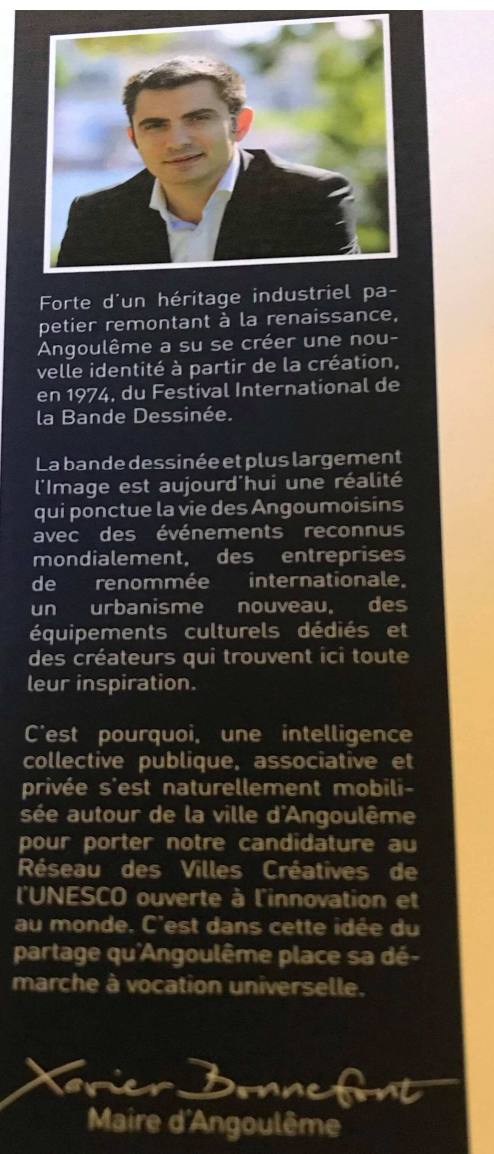 Forte d'un héritage industriel pa-
petier remontant à la renaissance,
Angoulême a su se créer une nou-
velle identité à partir de la création,
en 1974, du Festival International de
la Bande Dessinée.
La bande dessinée et plus largement
l'Image est aujourd'hui une réalité
qui ponctue la vie des Angoumoisins
avec des événements reconnus
mondialement, des entreprises
de renommée internationale,
un urbanisme nouveau, des
équipements culturels dédiés et
des créateurs qui trouvent ici toute
leur inspiration.
C'est pourquoi, une intelligence
collective publique, associative et
privée s'est naturellement mobili-
sée autour de la ville d'Angoulême
pour porter notre candidature au
Réseau des Villes Créatives de
l'UNESCO ouverte à l'innovation et
au monde. C'est dans cette idée du
partage qu'Angoulême place sa dé-
marche à vocation universelle.
Xavier Bonnefont
Maire d'Angoulême